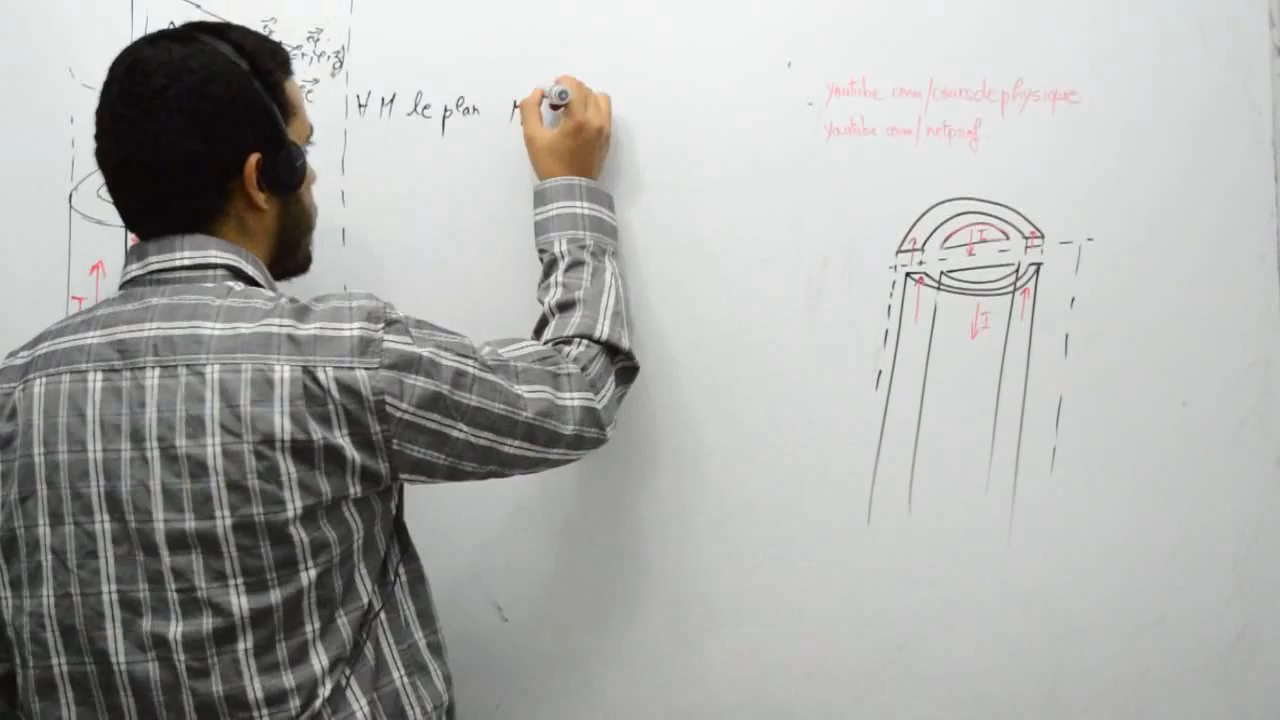 ∀ M le plan M
youtube.com/coursdephysique
youtube.com/netprof
I
I
I